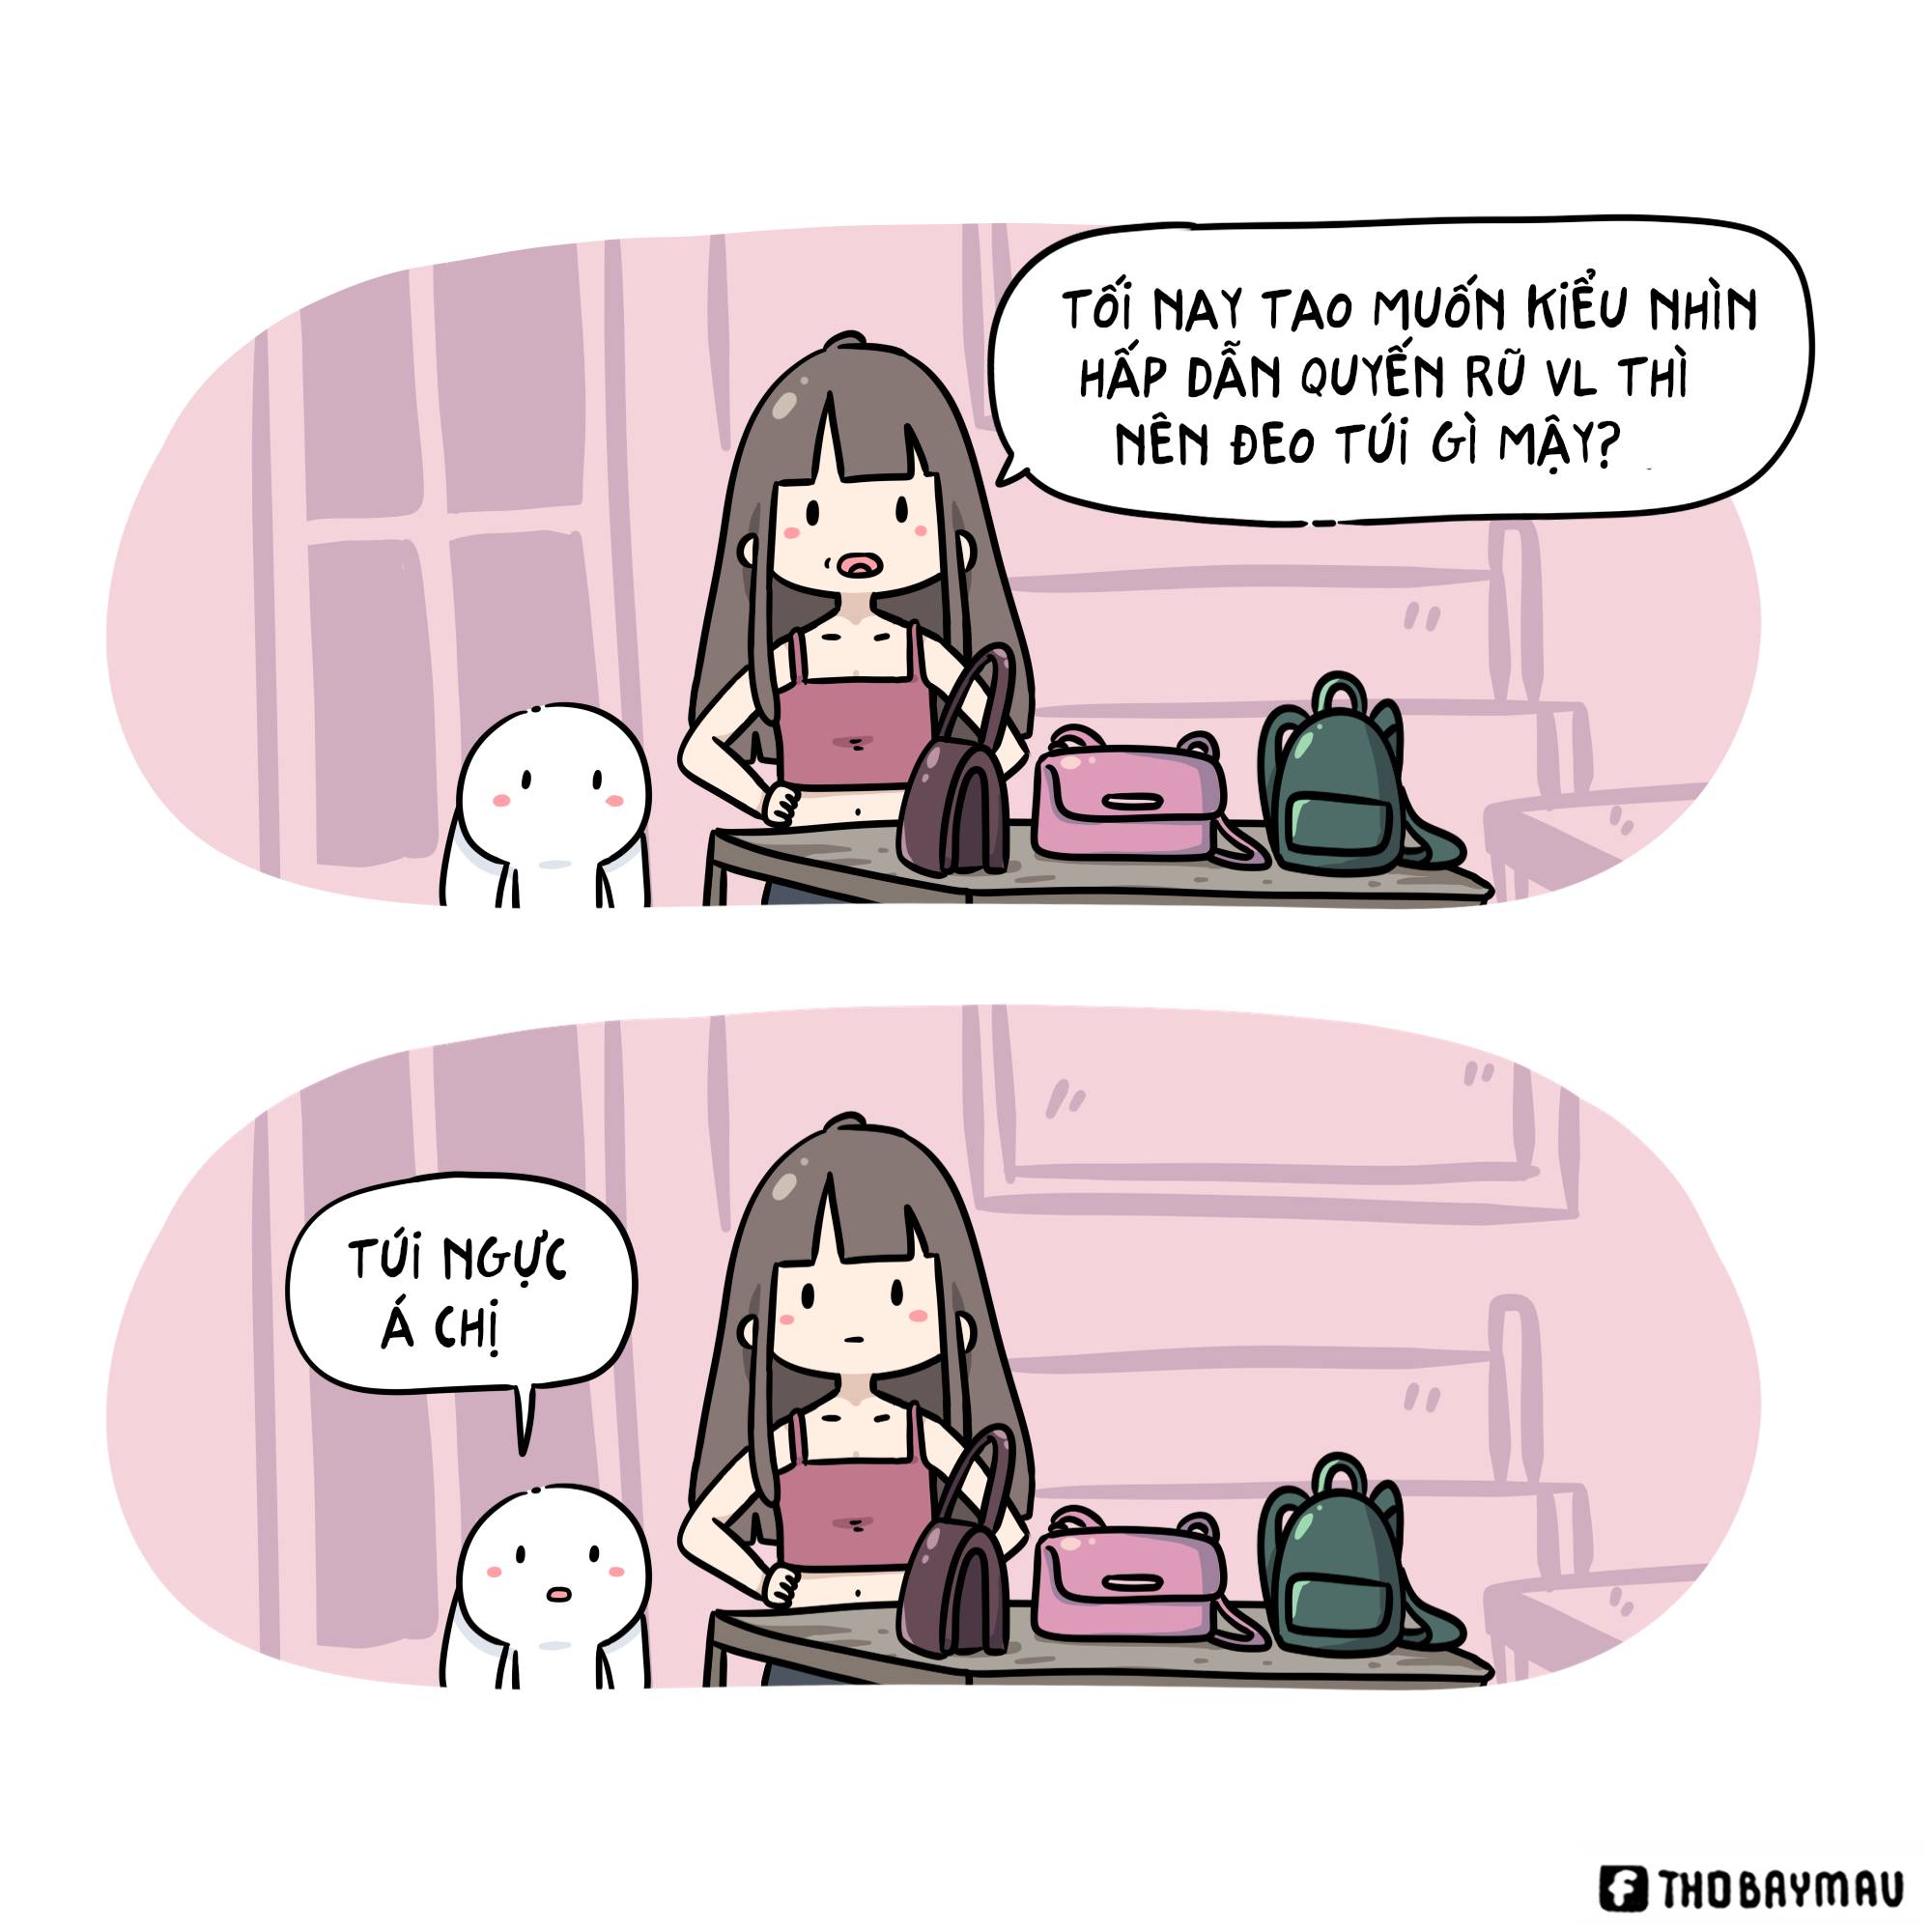 TỐI NAY TAO MUỐN KIỂU NHÌN
HẤP DẪN QUYẾN RŨ VL THÌ
NÊN ĐEO TÚI GÌ MẬY?
TÚI NGỰC
Á CHỊ
THOBAYMAU